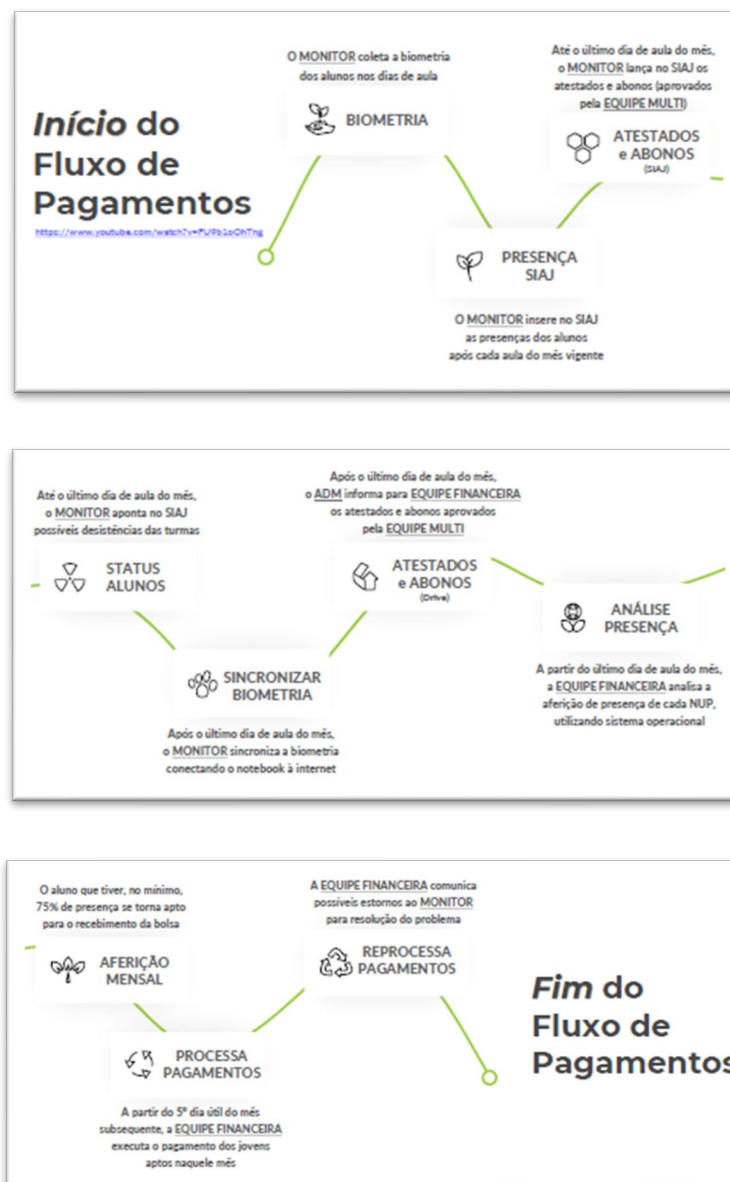 Início do
Fluxo de
Pagamentos
O MONITOR coleta a biometria
dos alunos nos dias de aula
BIOMETRIA
PRESENÇA
SIAJ
O MONITOR insere no SIAJ
as presenças dos alunos
após cada aula do mês vigente
Até o último dia de aula do mês,
o MONITOR lança no SIAJ os
atestados e abonos (aprovados
pela EQUIPE MULTI)
ATESTADOS
e ABONOS
(SIAJ)
Até o último dia de aula do mês,
o MONITOR aponta no SIAJ
possíveis desistências das turmas
STATUS
ALUNOS
SINCRONIZAR
BIOMETRIA
Após o último dia de aula do mês,
o MONITOR sincroniza a biometria
conectando o notebook à internet
Após o último dia de aula do mês,
o ADM informa para EQUIPE FINANCEIRA
os atestados e abonos aprovados
pela EQUIPE MULTI
ATESTADOS
e ABONOS
(Drive)
ANÁLISE
PRESENÇA
A partir do último dia de aula do mês,
a EQUIPE FINANCEIRA analisa a
aferição de presença de cada NUP,
utilizando sistema operacional
O aluno que tiver, no mínimo,
75% de presença se torna apto
para o recebimento da bolsa
AFERIÇÃO
MENSAL
PROCESSA
PAGAMENTOS
A partir do 5º dia útil do mês
subsequente, a EQUIPE FINANCEIRA
executa o pagamento dos jovens
aptos naquele mês
A EQUIPE FINANCEIRA comunica
possíveis estornos ao MONITOR
para resolução do problema
REPROCESSA
PAGAMENTOS
Fim do
Fluxo de
Pagamentos